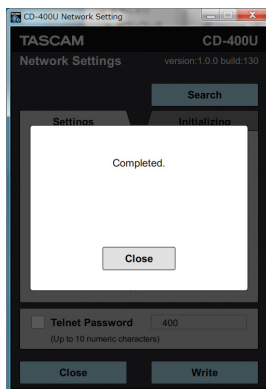 CD-400U Network Setting
TASCAM
CD-400U
Network Settings
version:1.0.0 build:130
Search
Settings
Initializing
Completed.
Close
Telnet Password
400
(Up to 10 numeric characters)
Close
Write